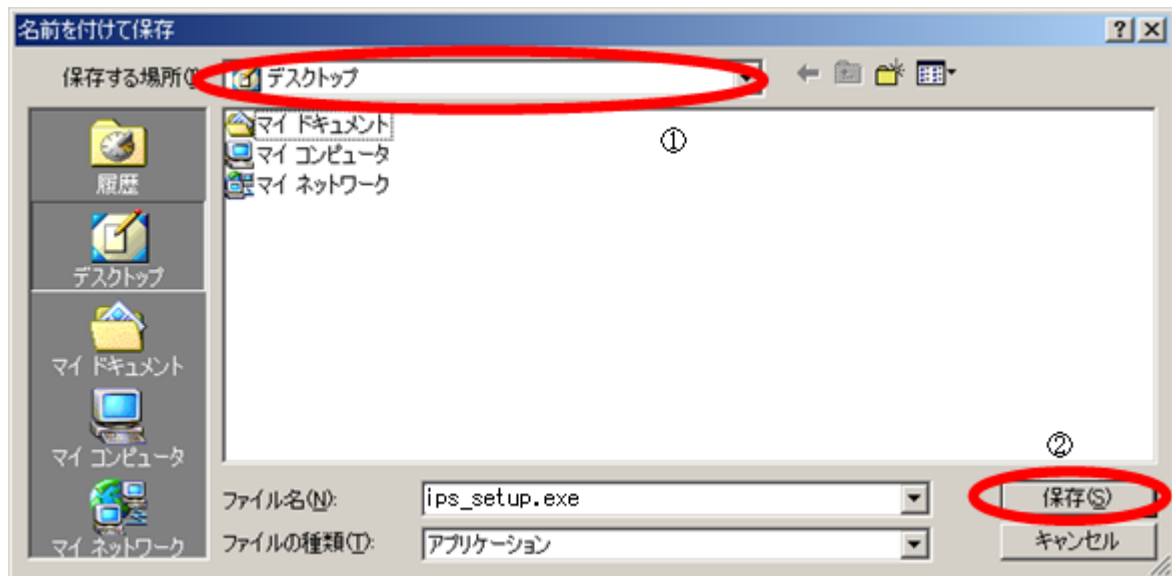 名前を付けて保存
保存する場所(I
デスクトップ
①
履歴
デスクトップ
マイ ドキュメント
マイ コンピュータ
マイ ネットワーク
マイ ドキュメント
マイ コンピュータ
マイ ネットワーク
②
ファイル名(N):
ips_setup.exe
保存(S)
ファイルの種類(T):
アプリケーション
キャンセル